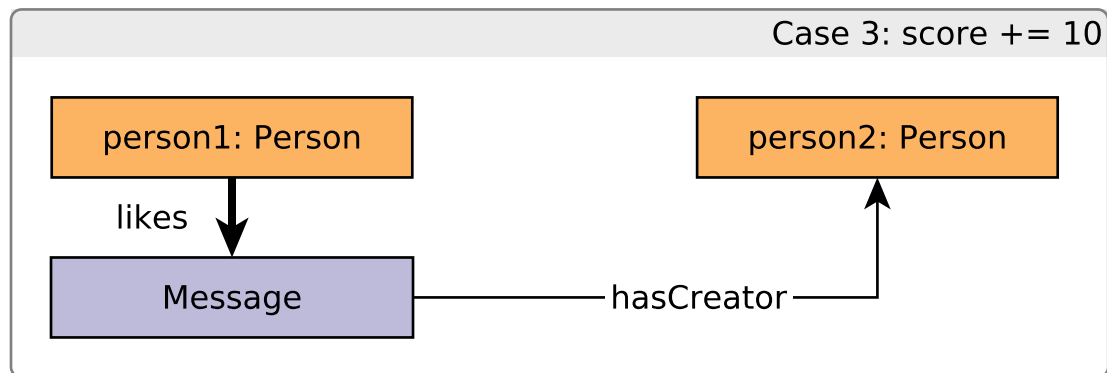 Case 3: score += 10
person1: Person
person2: Person
likes
Message
hasCreator